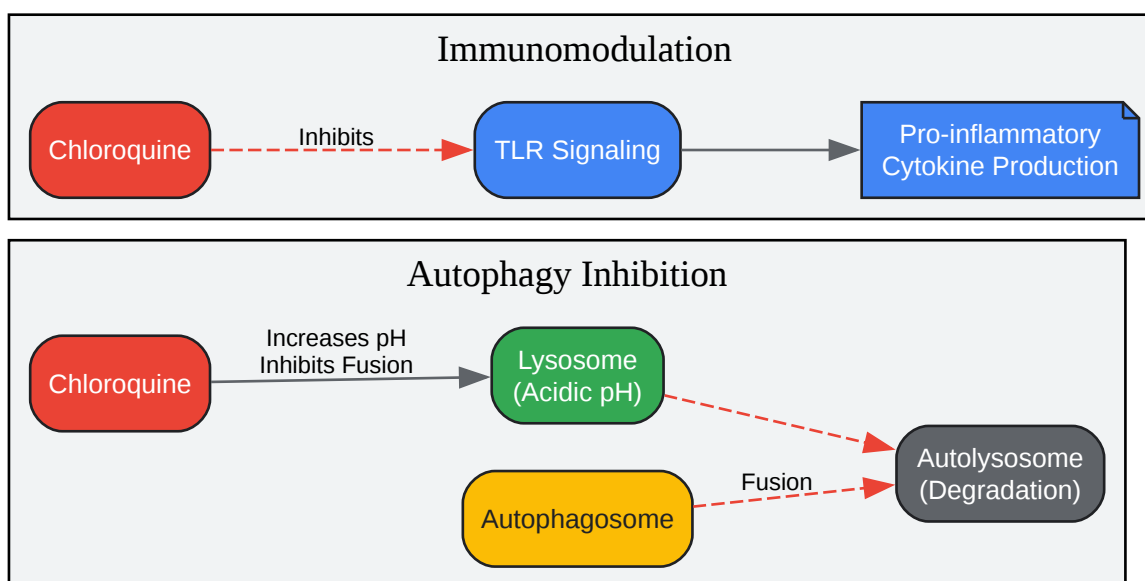 Immunomodulation
Chloroquine
Inhibits
TLR Signaling
Pro-inflammatory
Cytokine Production
Autophagy Inhibition
Chloroquine
Increases pH
Inhibits Fusion
Lysosome
(Acidic pH)
Autophagosome
Fusion
Autolysosome
(Degradation)